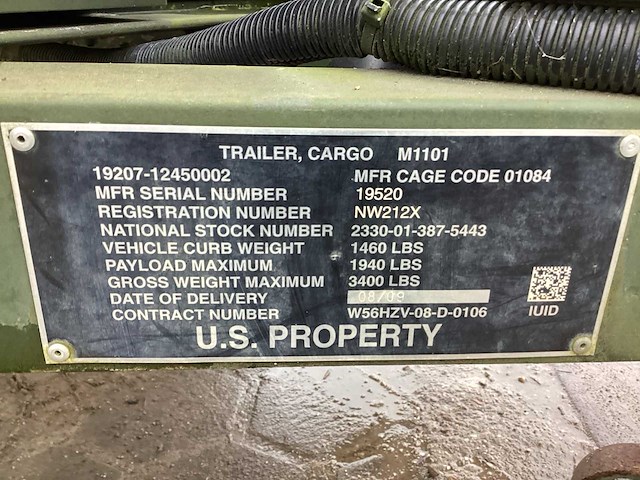 TRAILER, CARGO M1101
19207-12450002 MFR CAGE CODE 01084
MFR SERIAL NUMBER 19520
REGISTRATION NUMBER NW212X
NATIONAL STOCK NUMBER 2330-01-387-5443
VEHICLE CURB WEIGHT 1460 LBS
PAYLOAD MAXIMUM 1940 LBS
GROSS WEIGHT MAXIMUM 3400 LBS
DATE OF DELIVERY 08/09
CONTRACT NUMBER W56HZV-08-D-0106
IUID
U.S. PROPERTY